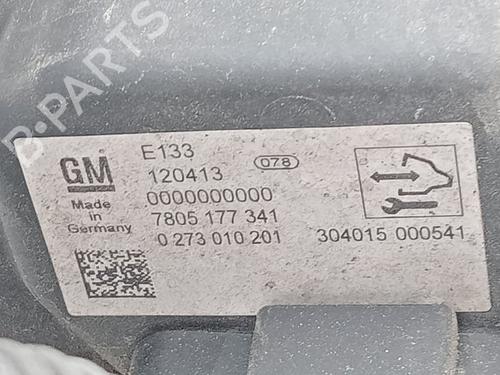 B-PARTS
GM
Made
in
Germany
E133
120413
078
0000000000
7805 177 341
0 273 010 201
304015 000541